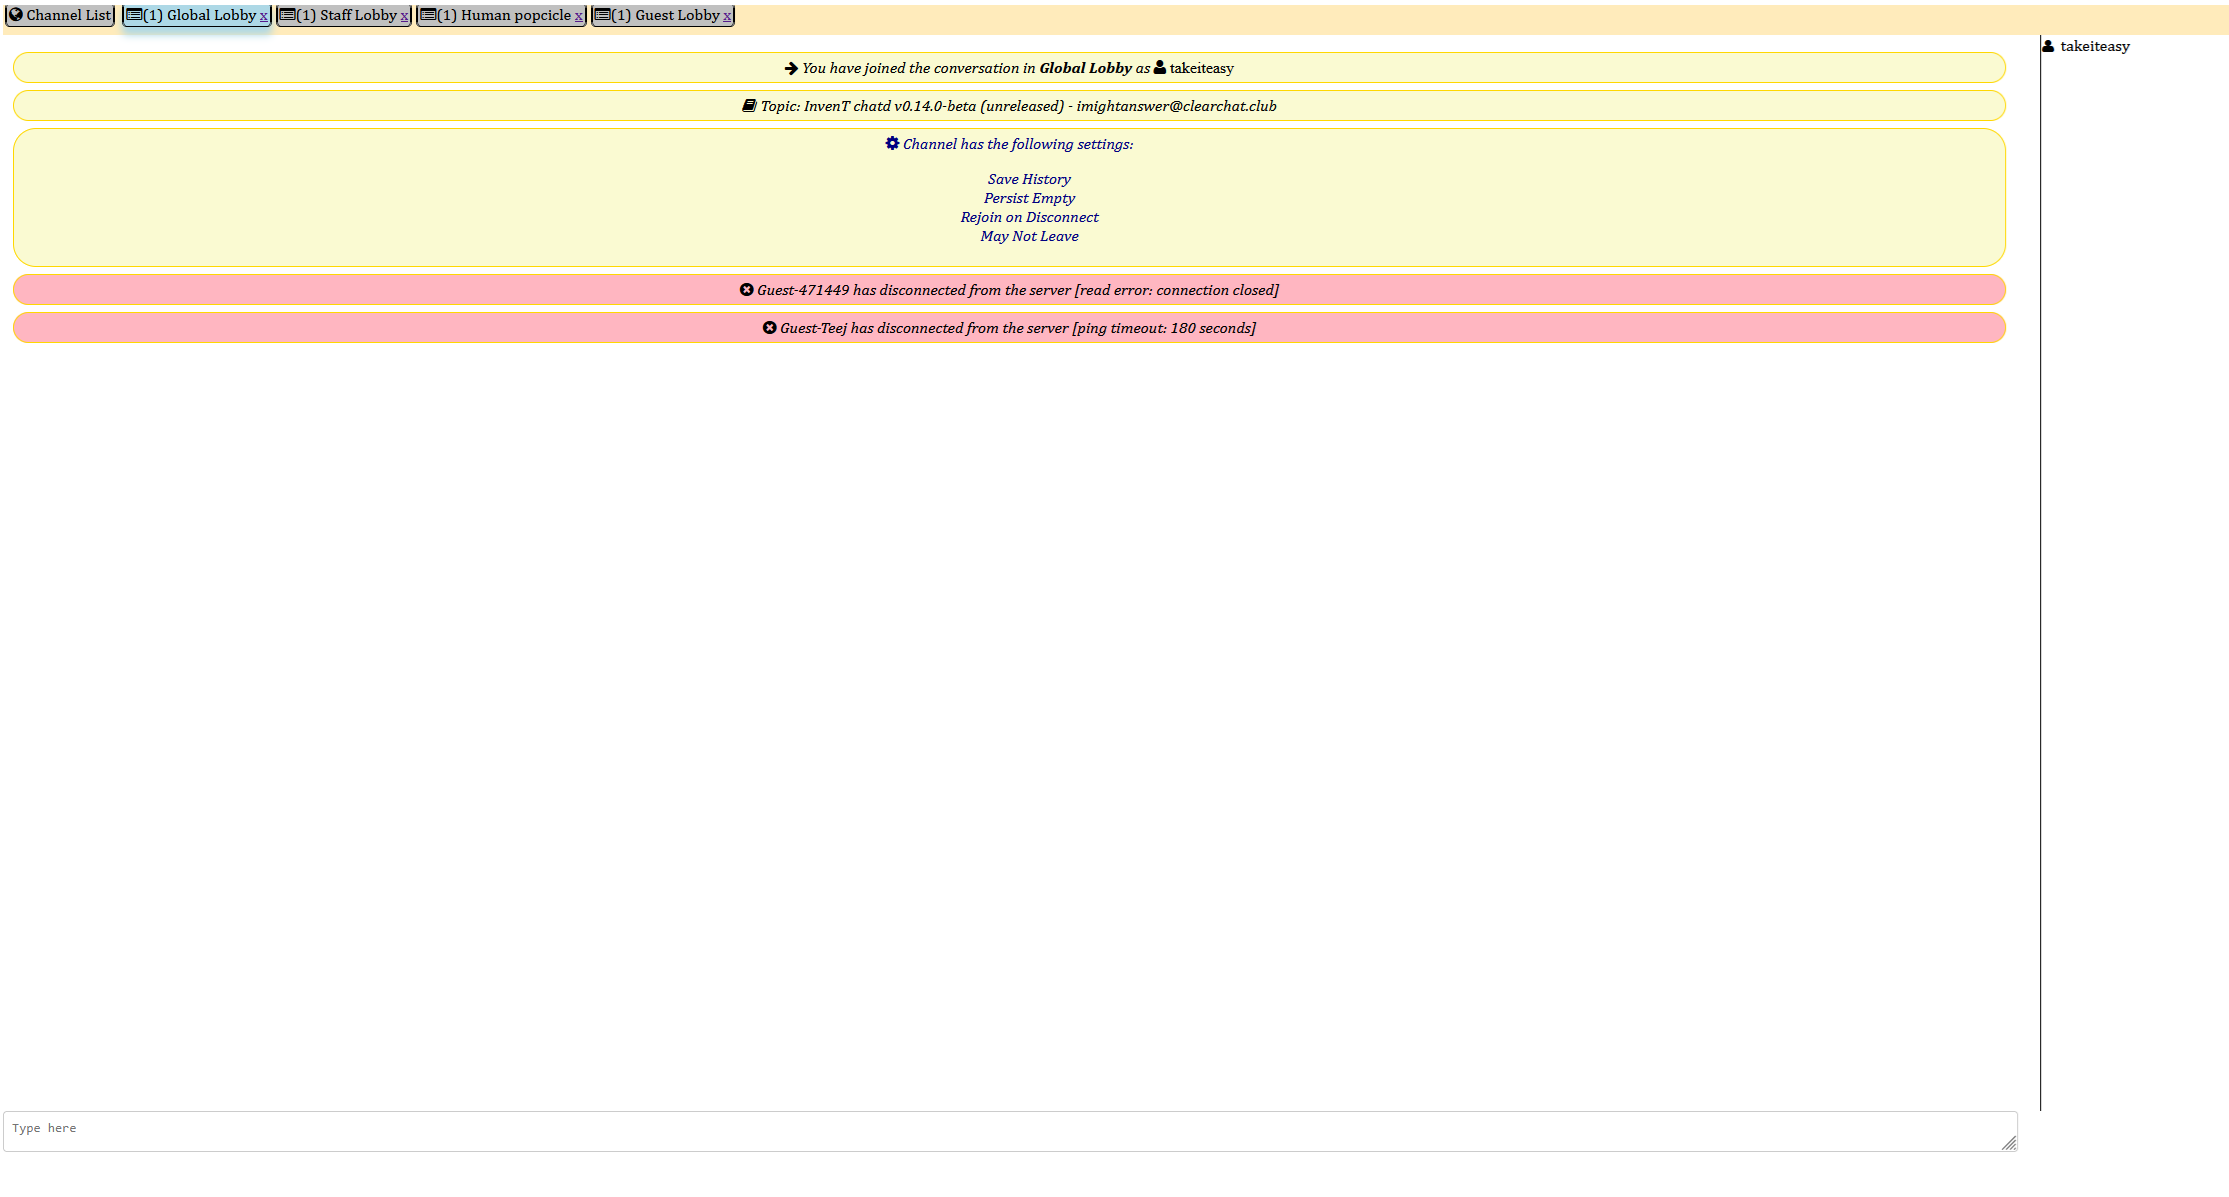 Channel List (1) Global Lobby x (1) Staff Lobby x (1) Human popcicle x (1) Guest Lobby x
takeiteasy
You have joined the conversation in Global Lobby as takeiteasy
Topic: InvenT chatd v0.14.0-beta (unreleased) - imightanswer@clearchat.club
Channel has the following settings:
Save History
Persist Empty
Rejoin on Disconnect
May Not Leave
Guest-471449 has disconnected from the server [read error: connection closed]
Guest-Teej has disconnected from the server [ping timeout: 180 seconds]
Type here